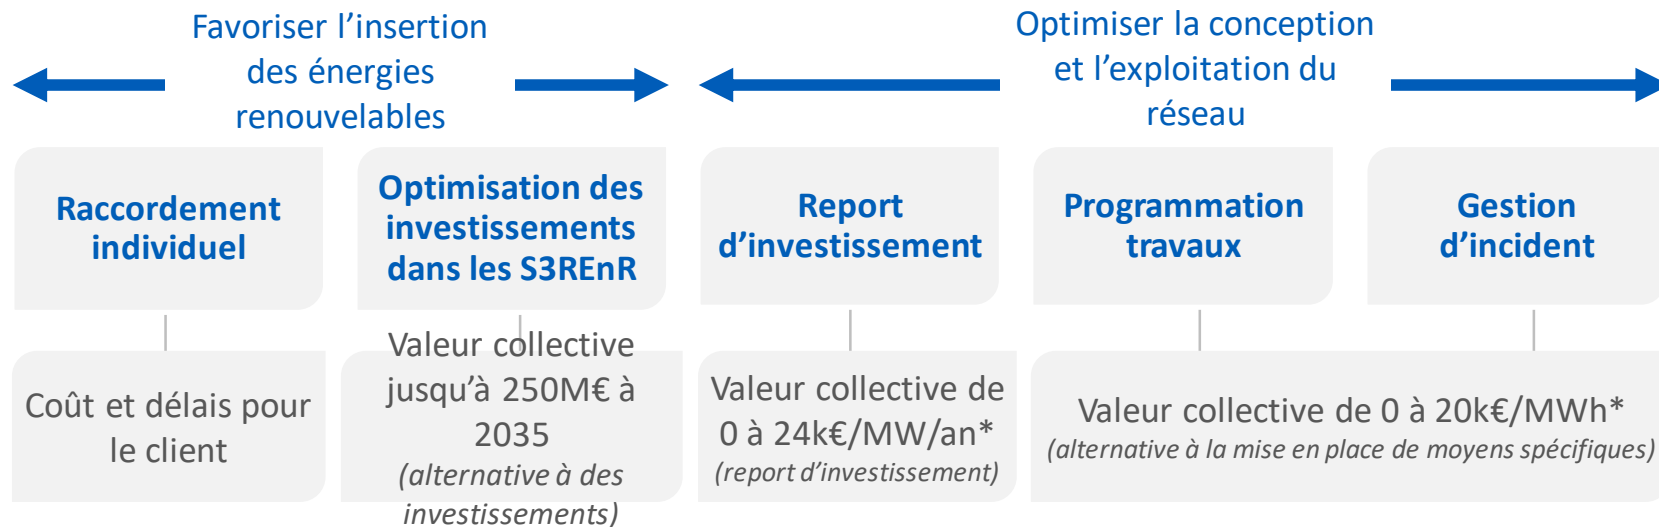 Favoriser l’insertion
des énergies
renouvelables
Optimiser la conception
et l’exploitation du
réseau
Raccordement
individuel
Optimisation des
investissements
dans les S3REnR
Report
d’investissement
Programmation
travaux
Gestion
d’incident
Coût et délais pour
le client
Valeur collective
jusqu’à 250M€ à
2035
(alternative à des
investissements)
Valeur collective de
0 à 24k€/MW/an*
(report d’investissement)
Valeur collective de 0 à 20k€/MWh*
(alternative à la mise en place de moyens spécifiques)